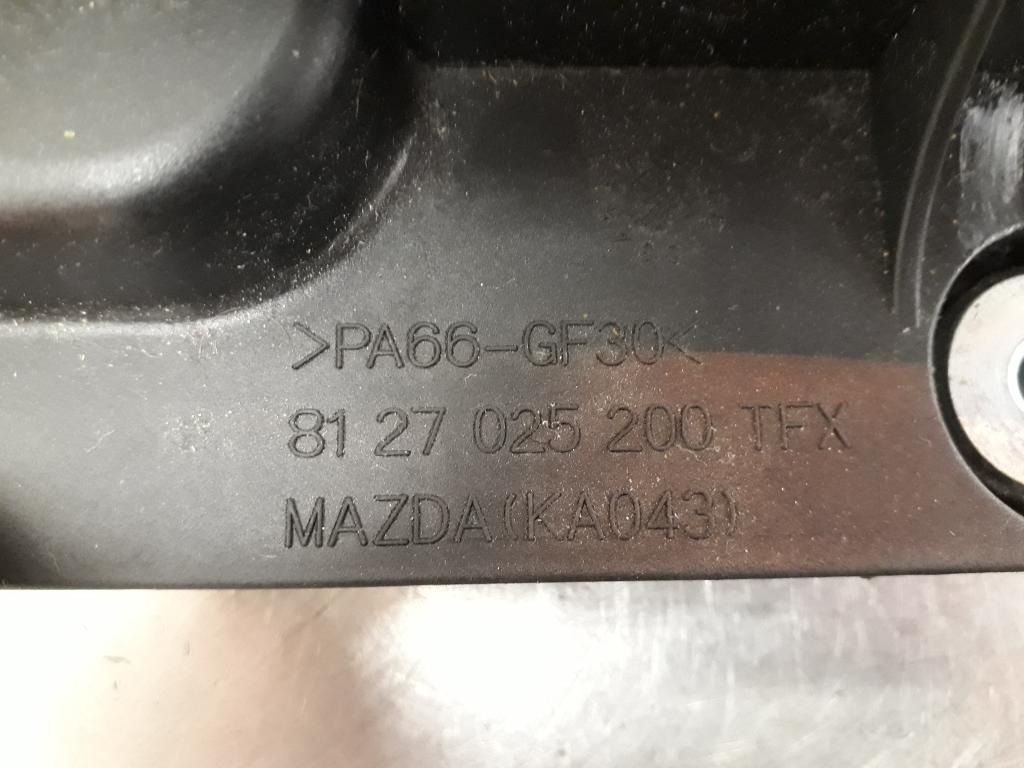 >PA66-GF30<
81 27 025 200 TFX
MAZDA(KA043)